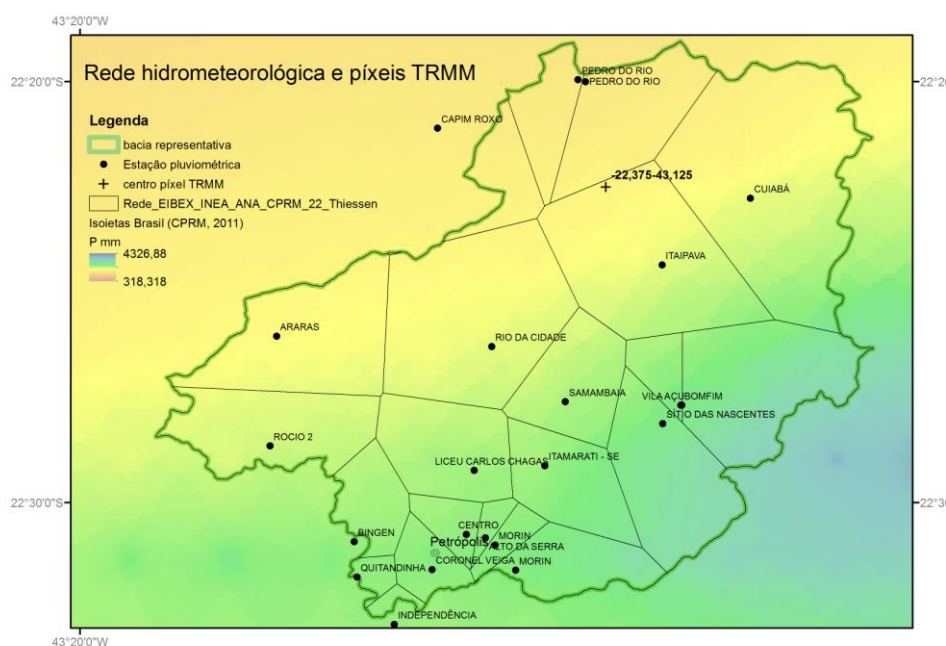 43°20'0"W
22°20'0"S
22°20
Rede hidrometeorológica e píxeis TRMM
Legenda
bacia representativa
Estação pluviométrica
centro píxel TRMM
Rede_EIBEX_INEA_ANA_CPRM_22_Thiessen
Isoietas Brasil (CPRM, 2011)
P mm
4326,88
318,318
PEDRO DO RIO
PEDRO DO RIO
CAPIM ROXO
-22,375-43,125
CUIABÁ
ITAIPAVA
ARARAS
RIO DA CIDADE
SAMAMBAIA
VILA AÇUBOMFIM
SÍTIO DAS NASCENTES
ROCIO 2
LICEU CARLOS CHAGAS
ITAMARATI - SE
22°30'0"S
22°30
BINGEN
CENTRO
MORIN
Petrópolis
ALTO DA SERRA
QUITANDINHA
CORONEL VEIGA
MORIN
INDEPENDÊNCIA
43°20'0"W